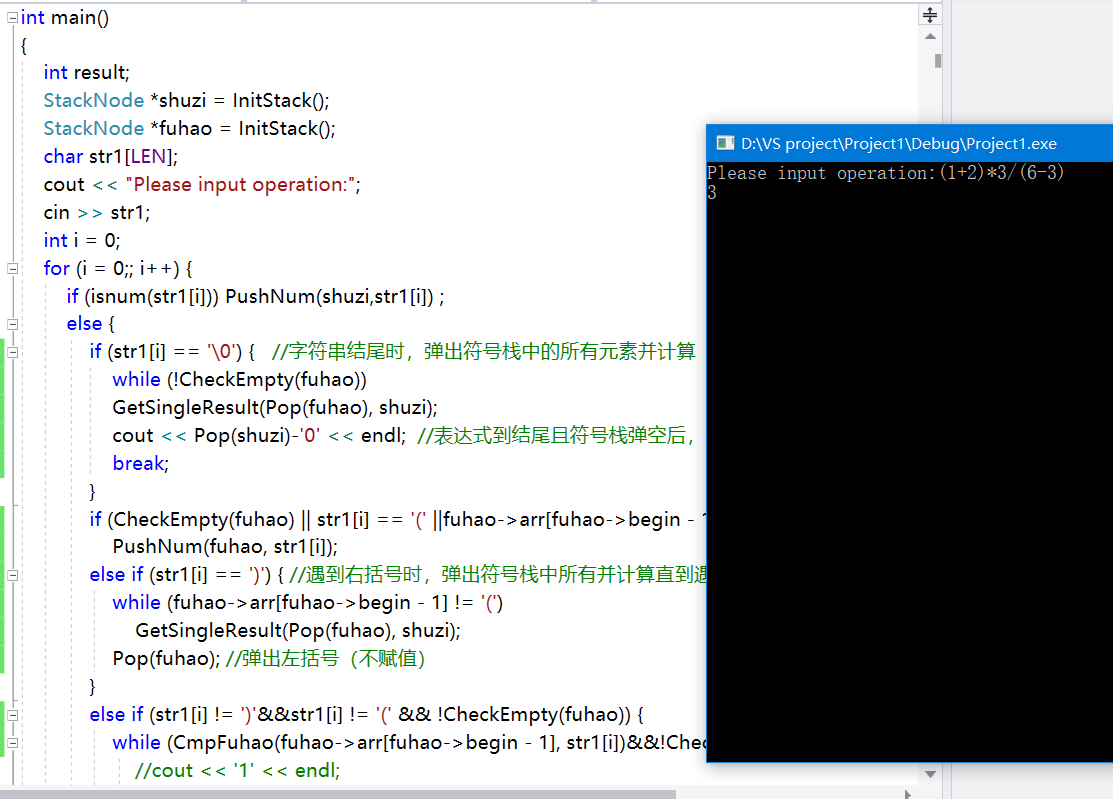 int main()
{
int result;
StackNode *shuzi = InitStack();
StackNode *fuhao = InitStack();
char str1[LEN];
cout << "Please input operation:";
cin >> str1;
int i = 0;
for (i = 0;; i++) {
if (isnum(str1[i])) PushNum(shuzi,str1[i]) ;
else {
if (str1[i] == '\0') { //字符串结尾时，弹出符号栈中的所有元素并计算
while (!CheckEmpty(fuhao))
GetSingleResult(Pop(fuhao), shuzi);
cout << Pop(shuzi)-'0' << endl; //表达式到结尾且符号栈弹空后，
break;
}
if (CheckEmpty(fuhao) || str1[i] == '(' ||fuhao->arr[fuhao->begin -
PushNum(fuhao, str1[i]);
else if (str1[i] == ')') { //遇到右括号时，弹出符号栈中所有并计算直到
while (fuhao->arr[fuhao->begin - 1] != '(')
GetSingleResult(Pop(fuhao), shuzi);
Pop(fuhao); //弹出左括号（不赋值）
}
else if (str1[i] != ')'&&str1[i] != '(' && !CheckEmpty(fuhao)) {
while (CmpFuhao(fuhao->arr[fuhao->begin - 1], str1[i])&&!Che
//cout << '1' << endl;
D:\VS project\Project1\Debug\Project1.exe
Please input operation:(1+2)*3/(6-3)
3